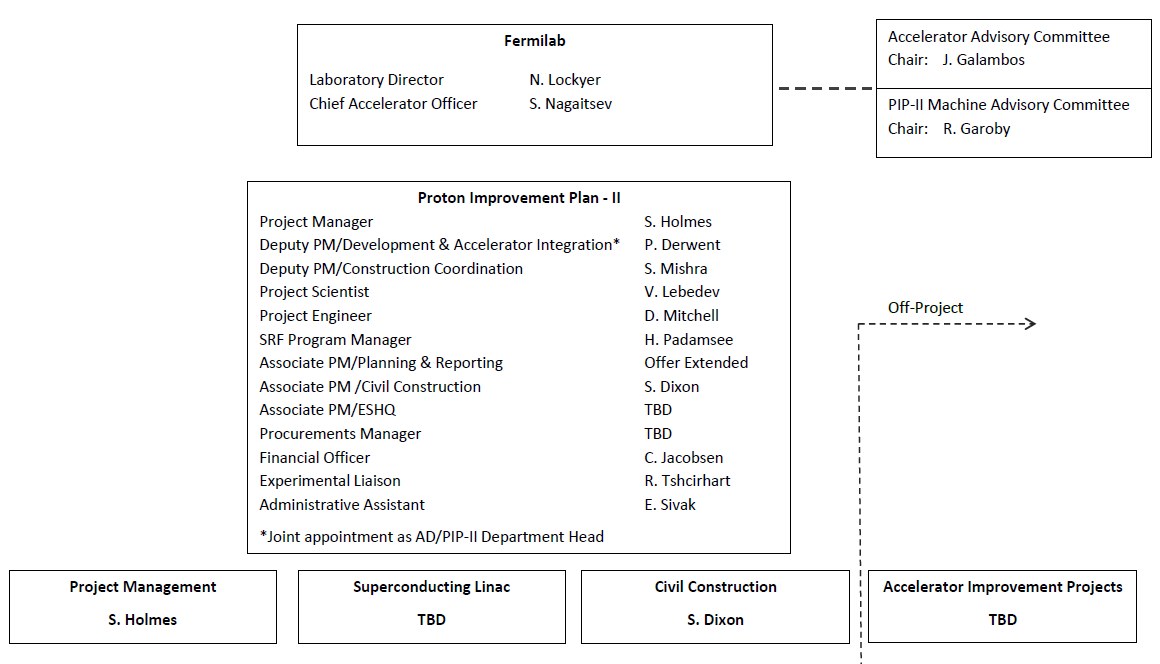 Fermilab
Laboratory Director N. Lockyer
Chief Accelerator Officer S. Nagaitsev
Accelerator Advisory Committee
Chair: J. Galambos
PIP-II Machine Advisory Committee
Chair: R. Garoby
Proton Improvement Plan - II
Project Manager S. Holmes
Deputy PM/Development & Accelerator Integration* P. Derwent
Deputy PM/Construction Coordination S. Mishra
Project Scientist V. Lebedev
Project Engineer D. Mitchell
SRF Program Manager H. Padamsee
Associate PM/Planning & Reporting Offer Extended
Associate PM /Civil Construction S. Dixon
Associate PM/ESHQ TBD
Procurements Manager TBD
Financial Officer C. Jacobsen
Experimental Liaison R. Tshcirhart
Administrative Assistant E. Sivak
*Joint appointment as AD/PIP-II Department Head
Off-Project
Project Management
S. Holmes
Superconducting Linac
TBD
Civil Construction
S. Dixon
Accelerator Improvement Projects
TBD